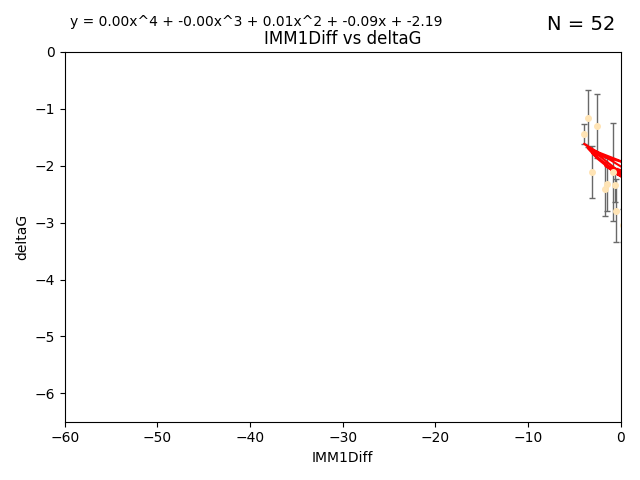 y = 0.00x^4 + -0.00x^3 + 0.01x^2 + -0.09x + -2.19
N = 52
IMM1Diff vs deltaG
0
−1
−2
−3
−4
−5
−6
deltaG
−60 −50 −40 −30 −20 −10 0
IMM1Diff